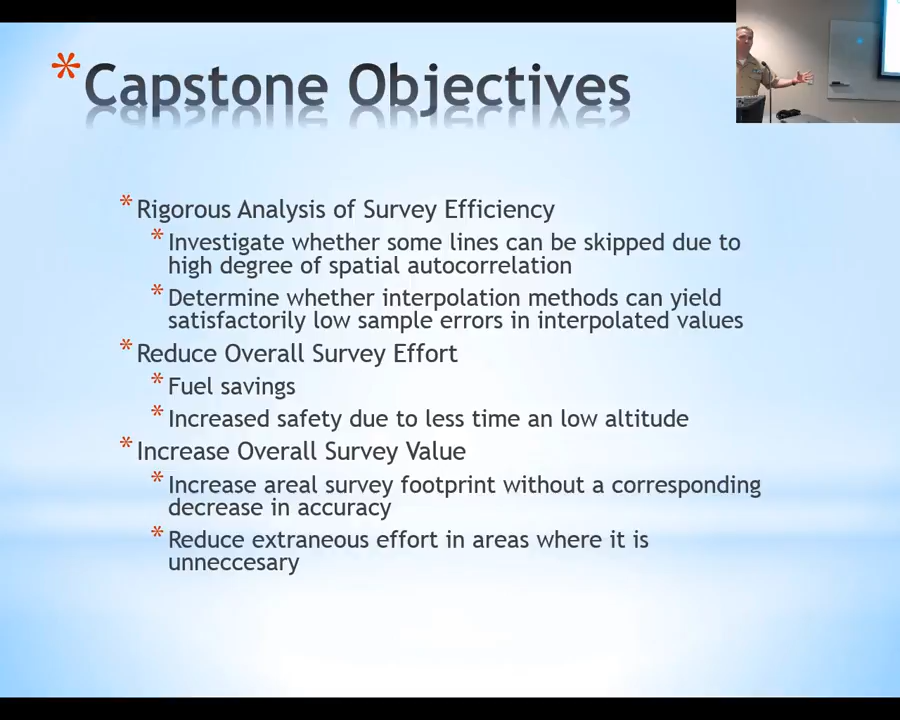 * Capstone Objectives
* Rigorous Analysis of Survey Efficiency
* Investigate whether some lines can be skipped due to
high degree of spatial autocorrelation
* Determine whether interpolation methods can yield
satisfactorily low sample errors in interpolated values
* Reduce Overall Survey Effort
* Fuel savings
* Increased safety due to less time an low altitude
* Increase Overall Survey Value
* Increase areal survey footprint without a corresponding
decrease in accuracy
* Reduce extraneous effort in areas where it is
unneccesary